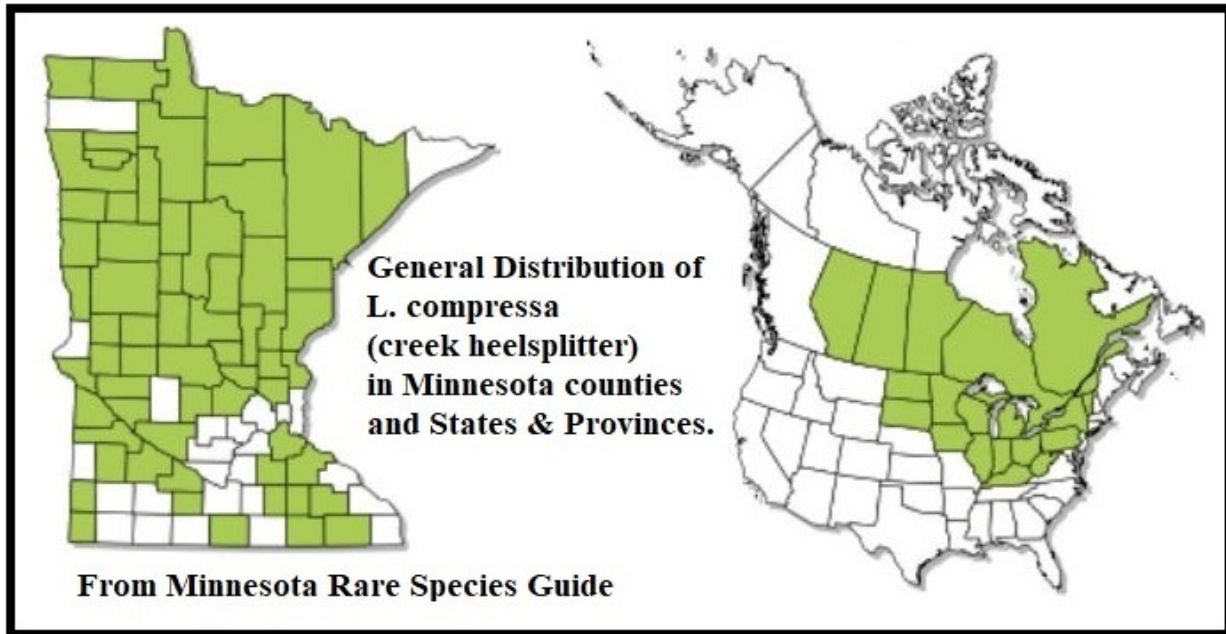 General Distribution of
L. compressa
(creek heelsplitter)
in Minnesota counties
and States & Provinces.
From Minnesota Rare Species Guide